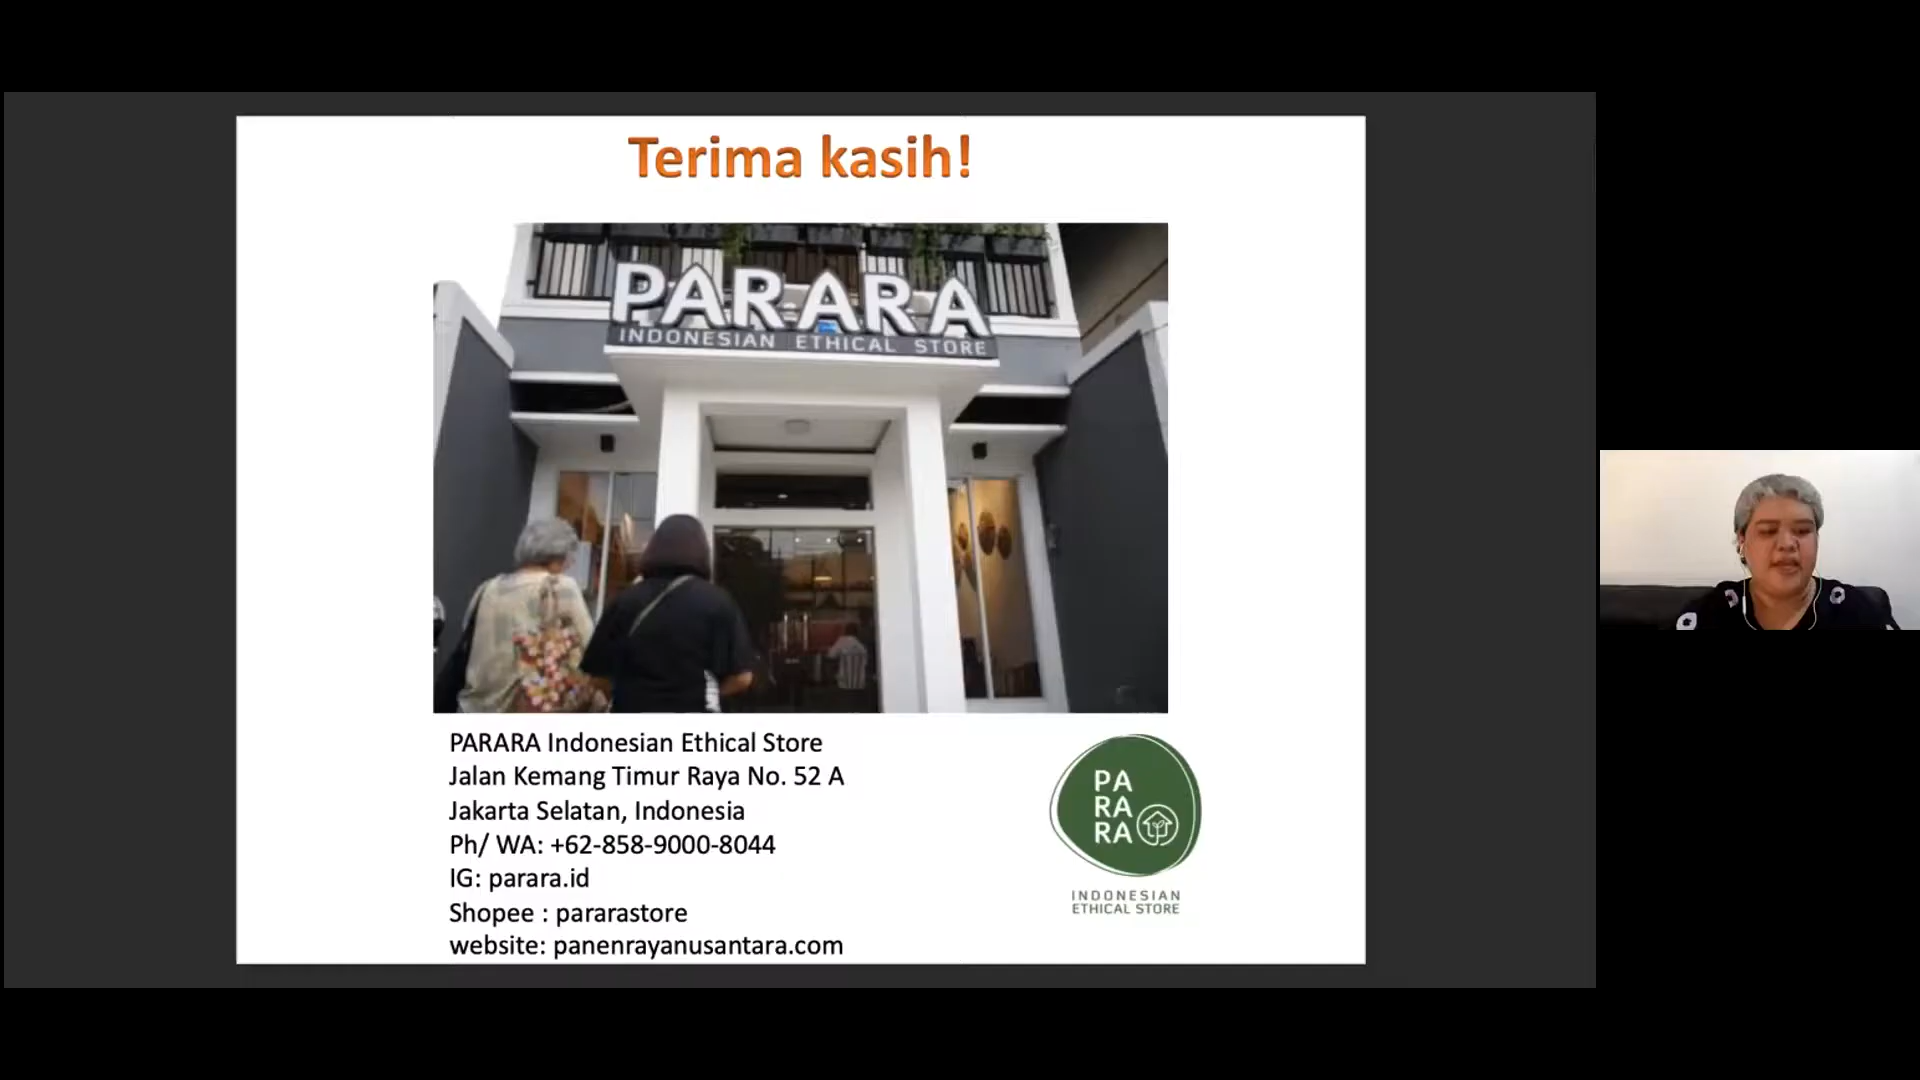 Terima kasih!
PARARA
INDONESIAN ETHICAL STORE
PARARA Indonesian Ethical Store
Jalan Kemang Timur Raya No. 52 A
Jakarta Selatan, Indonesia
Ph/ WA: +62-858-9000-8044
IG: parara.id
Shopee : pararastore
website: panenrayanusantara.com
PA
RA
RA
INDONESIAN
ETHICAL STORE